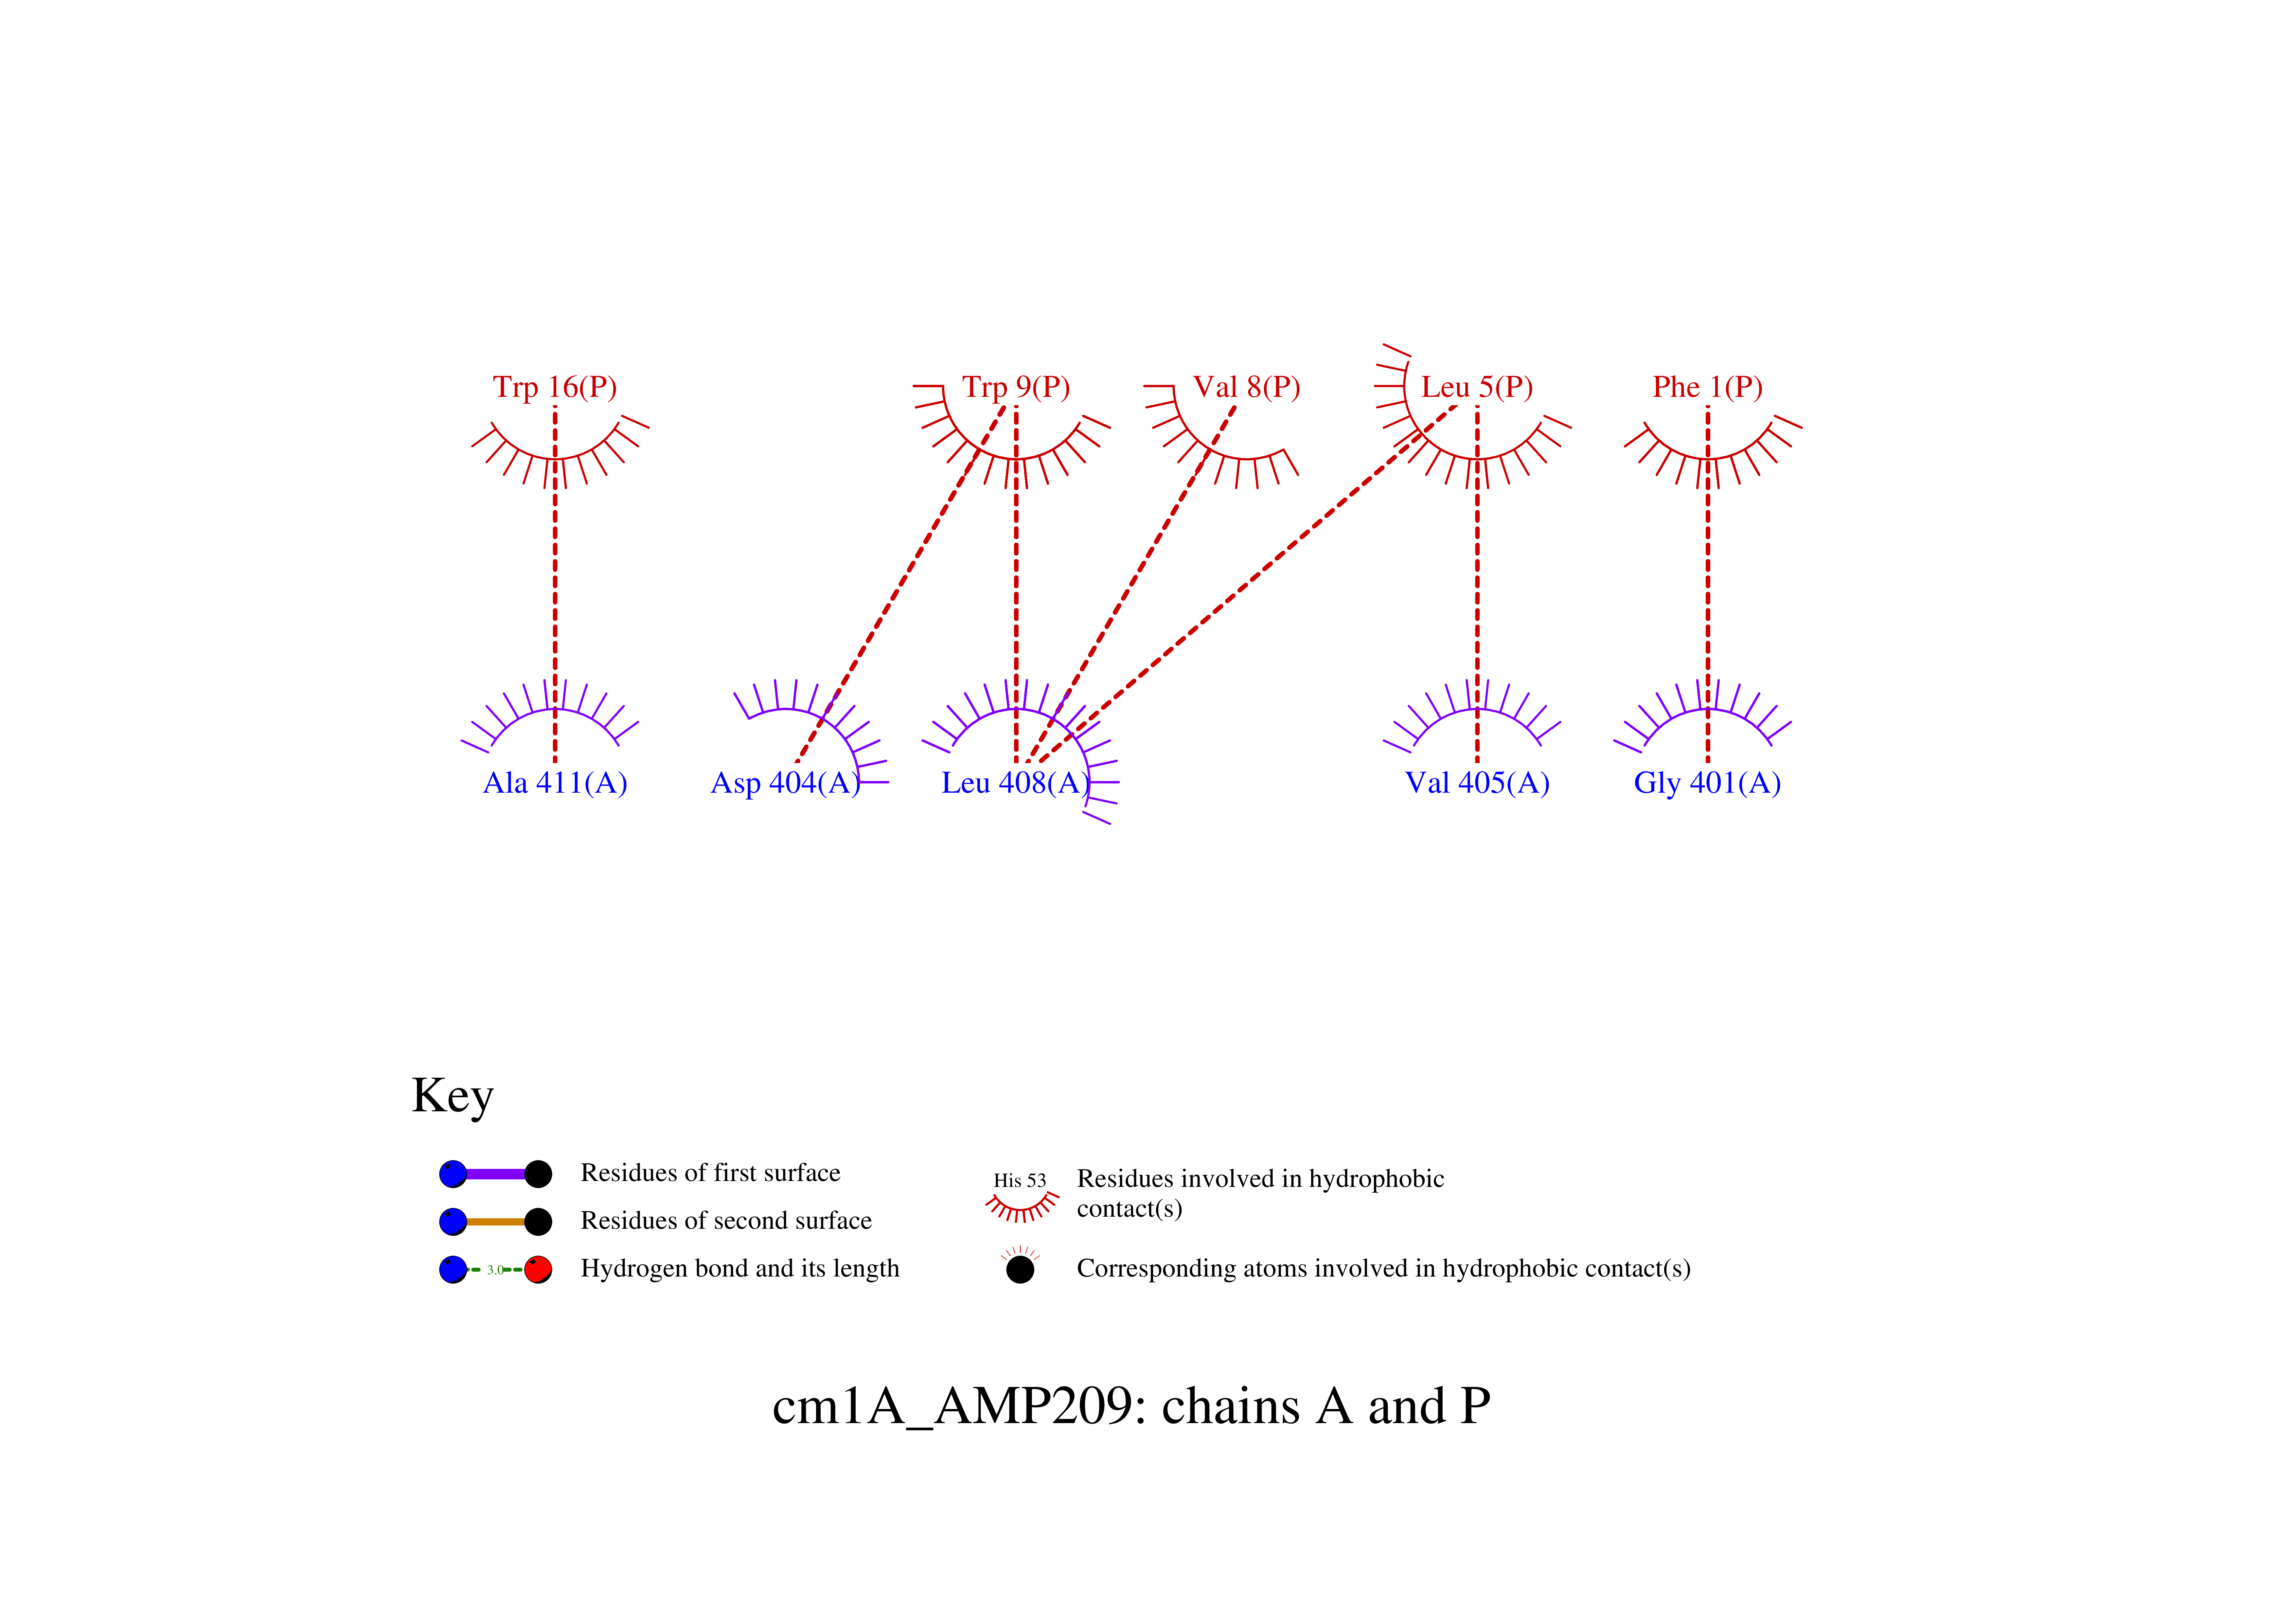 Trp 16(P) Trp 9(P) Val 8(P) Leu 5(P) Phe 1(P)
Ala 411(A) Asp 404(A) Leu 408(A) Val 405(A) Gly 401(A)
Key
Residues of first surface
Residues of second surface
3.0 Hydrogen bond and its length
His 53 Residues involved in hydrophobic
contact(s)
Corresponding atoms involved in hydrophobic contact(s)
cm1A_AMP209: chains A and P